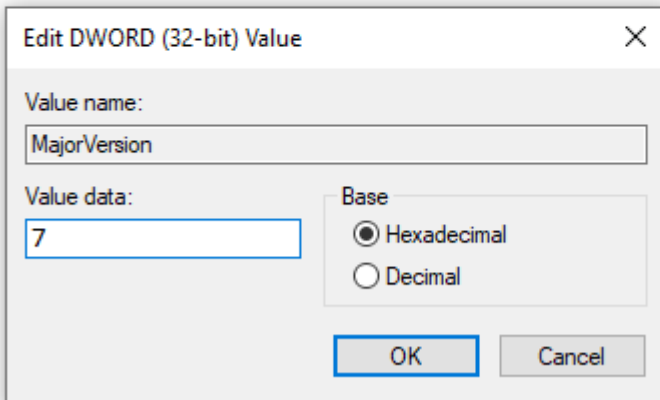 Edit DWORD (32-bit) Value
Value name:
MajorVersion
Value data:
7
Base
Hexadecimal
Decimal
OK
Cancel